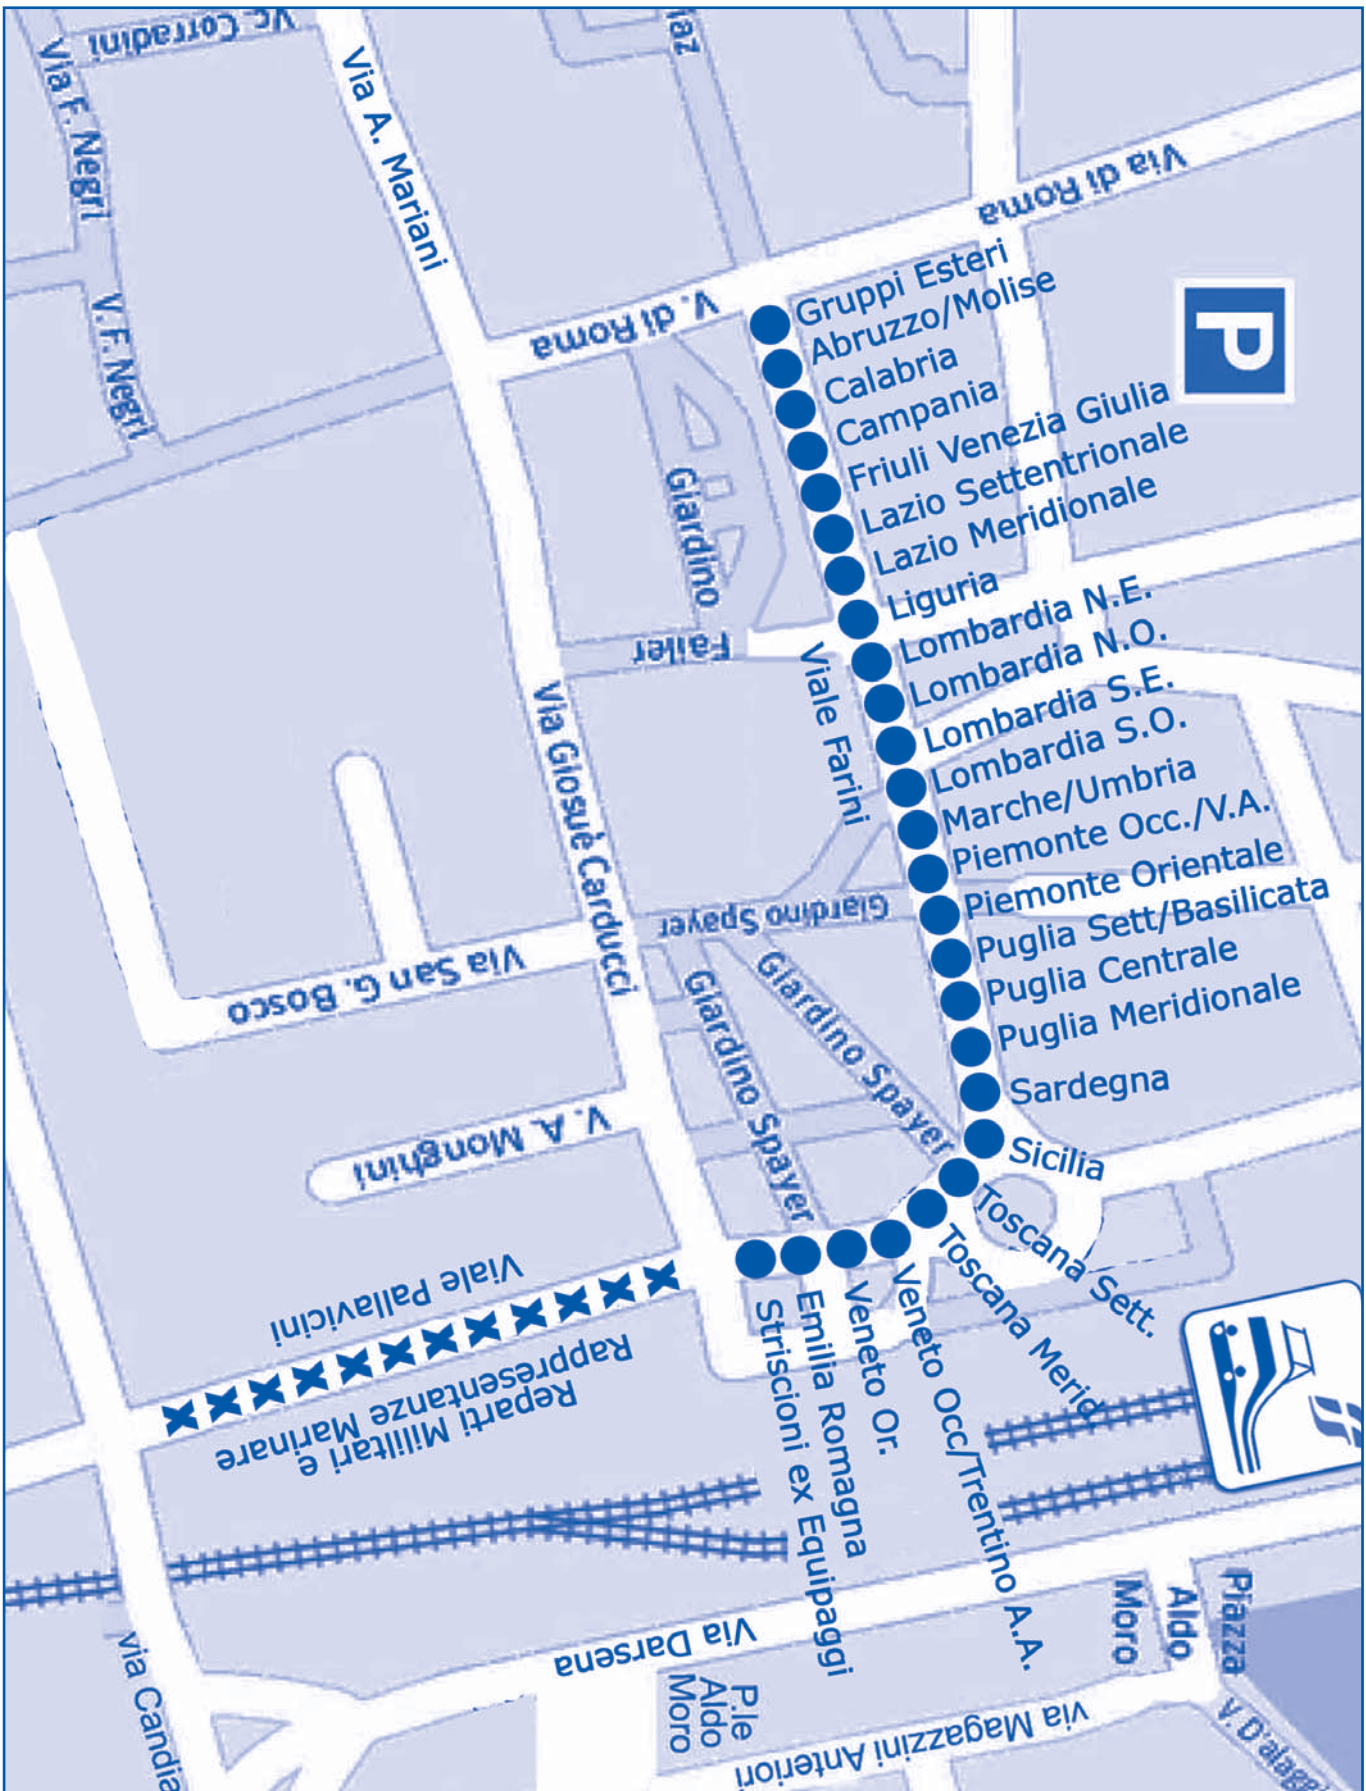 Vc. Corradini
Via F. Negri
V. F. Negri
Via A. Mariani
iaz
Via di Roma
V. di Roma
P
Gruppi Esteri
Abruzzo/Molise
Calabria
Campania
Friuli Venezia Giulia
Lazio Settentrionale
Lazio Meridionale
Liguria
Lombardia N.E.
Lombardia N.O.
Lombardia S.E.
Lombardia S.O.
Marche/Umbria
Piemonte Occ./V.A.
Piemonte Orientale
Puglia Sett/Basilicata
Puglia Centrale
Puglia Meridionale
Sardegna
Sicilia
Toscana Sett.
Toscana Merid
Veneto Occ/Trentino A.A.
Veneto Or.
Emilia Romagna
Striscioni ex Equipaggi
Giardino
Failer
Viale Farini
Via Giosuè Carducci
Giardino Spayer
Giardino Spayer
Giardino Spayer
Via San G. Bosco
V. A. Monghini
Viale Pallavicini
Reparti Militari e
Rappresentanze Marinare
Via Darsena
via Candia
P.le
Aldo
Moro
Piazza
Aldo
Moro
via Magazzini Anteriori